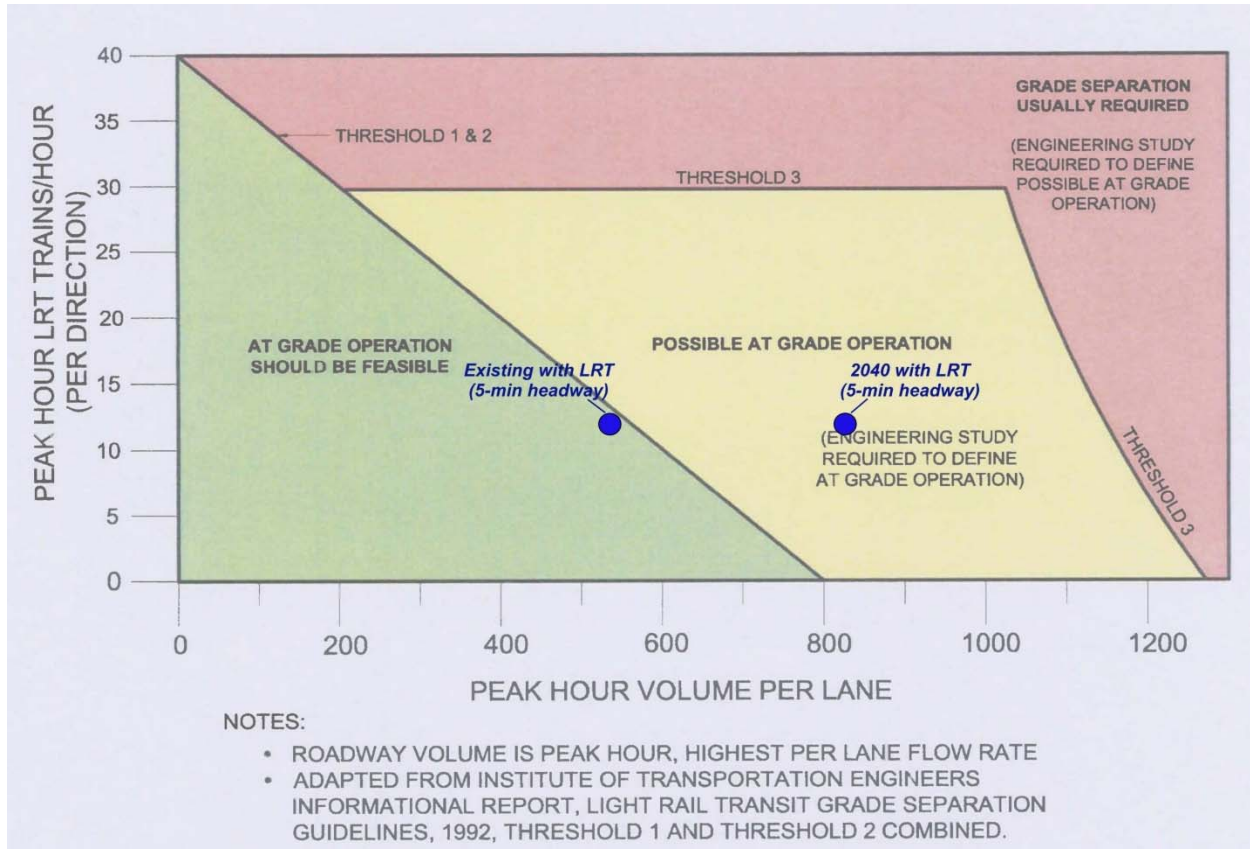 40
35
30
25
20
15
10
5
0
PEAK HOUR LRT TRAINS/HOUR
(PER DIRECTION)
THRESHOLD 1 & 2
THRESHOLD 3
GRADE SEPARATION
USUALLY REQUIRED
(ENGINEERING STUDY
REQUIRED TO DEFINE
POSSIBLE AT GRADE
OPERATION)
AT GRADE OPERATION
SHOULD BE FEASIBLE
Existing with LRT
(5-min headway)
POSSIBLE AT GRADE OPERATION
2040 with LRT
(5-min headway)
(ENGINEERING STUDY
REQUIRED TO DEFINE
AT GRADE OPERATION)
THRESHOLD 3
0
200
400
600
800
1000
1200
PEAK HOUR VOLUME PER LANE
NOTES:
• ROADWAY VOLUME IS PEAK HOUR, HIGHEST PER LANE FLOW RATE
• ADAPTED FROM INSTITUTE OF TRANSPORTATION ENGINEERS
INFORMATIONAL REPORT, LIGHT RAIL TRANSIT GRADE SEPARATION
GUIDELINES, 1992, THRESHOLD 1 AND THRESHOLD 2 COMBINED.